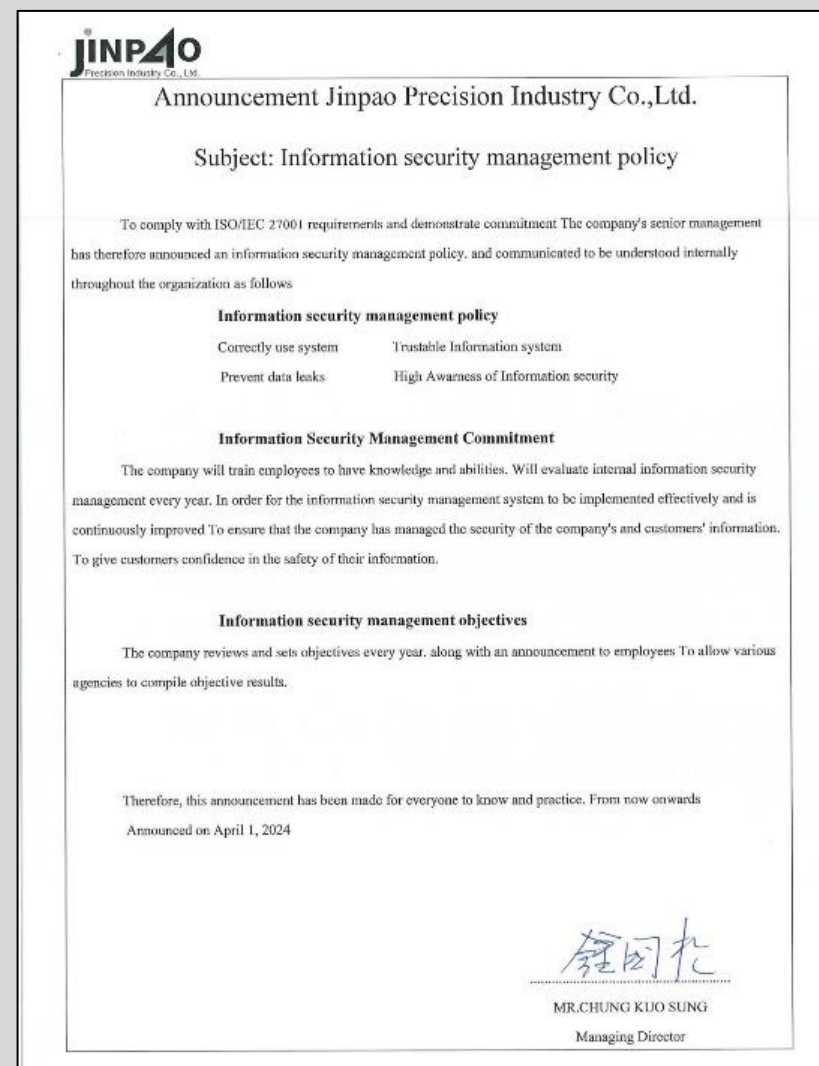 JINPAO
Precision Industry Co., Ltd.
Announcement Jinpao Precision Industry Co.,Ltd.
Subject: Information security management policy
To comply with ISO/IEC 27001 requirements and demonstrate commitment The company's senior management
has therefore announced an information security management policy. and communicated to be understood internally
throughout the organization as follows
Information security management policy
Correctly use system Trustable Information system
Prevent data leaks High Awarness of Information security
Information Security Management Commitment
The company will train employees to have knowledge and abilities. Will evaluate internal information security
management every year. In order for the information security management system to be implemented effectively and is
continuously improved To ensure that the company has managed the security of the company's and customers' information.
To give customers confidence in the safety of their information.
Information security management objectives
The company reviews and sets objectives every year. along with an announcement to employees To allow various
agencies to compile objective results.
Therefore, this announcement has been made for everyone to know and practice. From now onwards
Announced on April 1, 2024
MR.CHUNG KUO SUNG
Managing Director